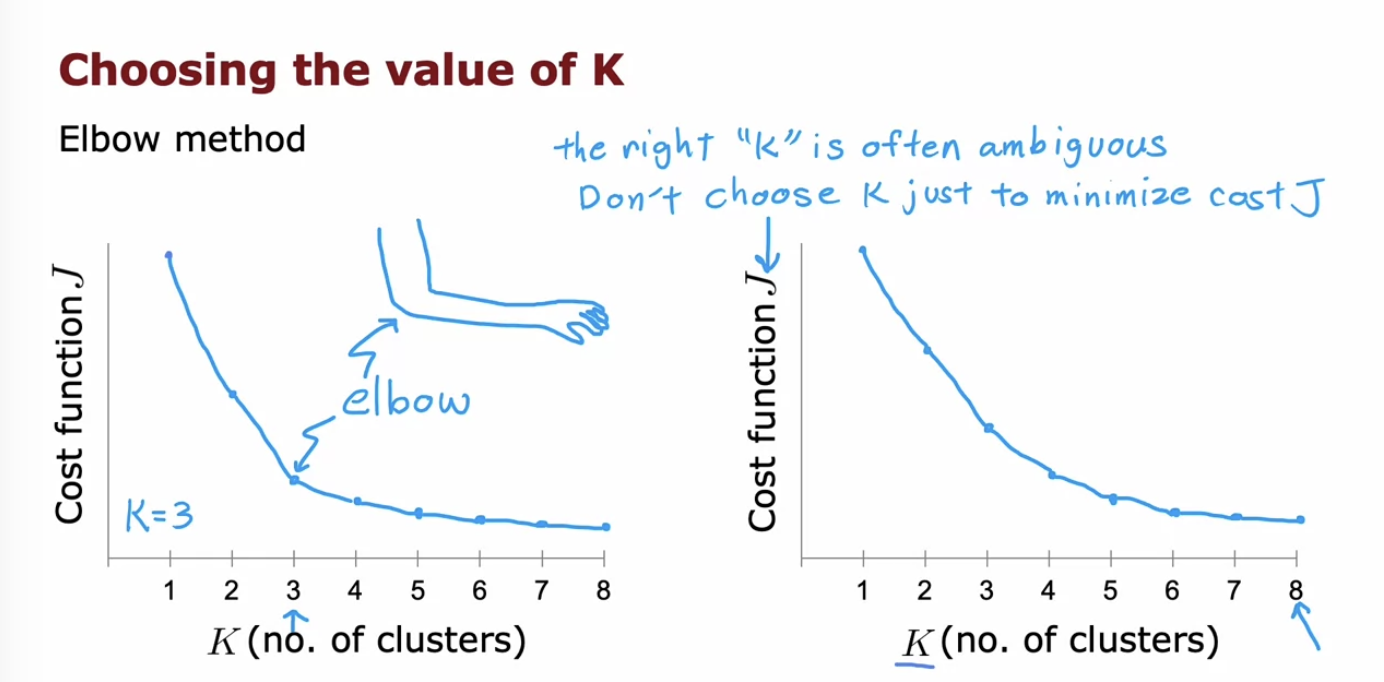 Choosing the value of K
Elbow method
the right "K" is often ambiguous
Don't choose K just to minimize cost J
Cost function J
elbow
K=3
1 2 3 4 5 6 7 8
K (no. of clusters)
Cost function J
1 2 3 4 5 6 7 8
K (no. of clusters)